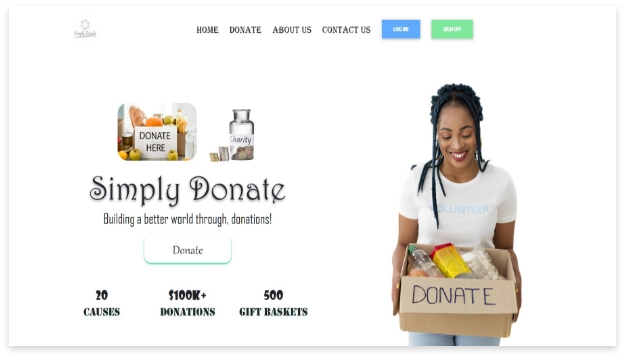 HOME DONATE ABOUT US CONTACT US LOG IN! SIGN UP!
DONATE
HERE
Charity
Simply Donate
Building a better world through, donations!
Donate
VOLUNTEER
DONATE
20 $100K+ 500
CAUSES DONATIONS GIFT BASKETS